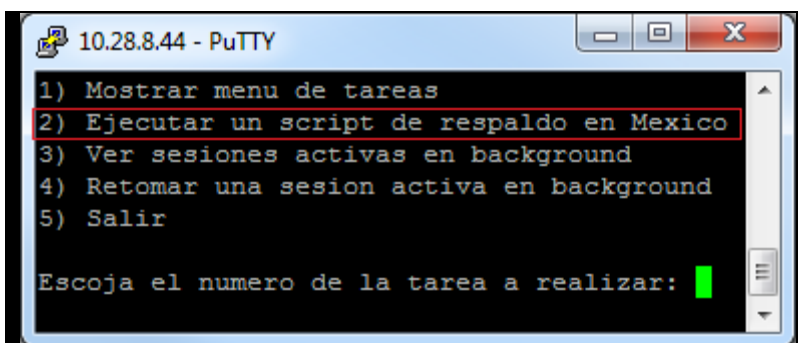 10.28.8.44 - PuTTY
1) Mostrar menu de tareas
2) Ejecutar un script de respaldo en Mexico
3) Ver sesiones activas en background
4) Retomar una sesion activa en background
5) Salir
Escoja el numero de la tarea a realizar: